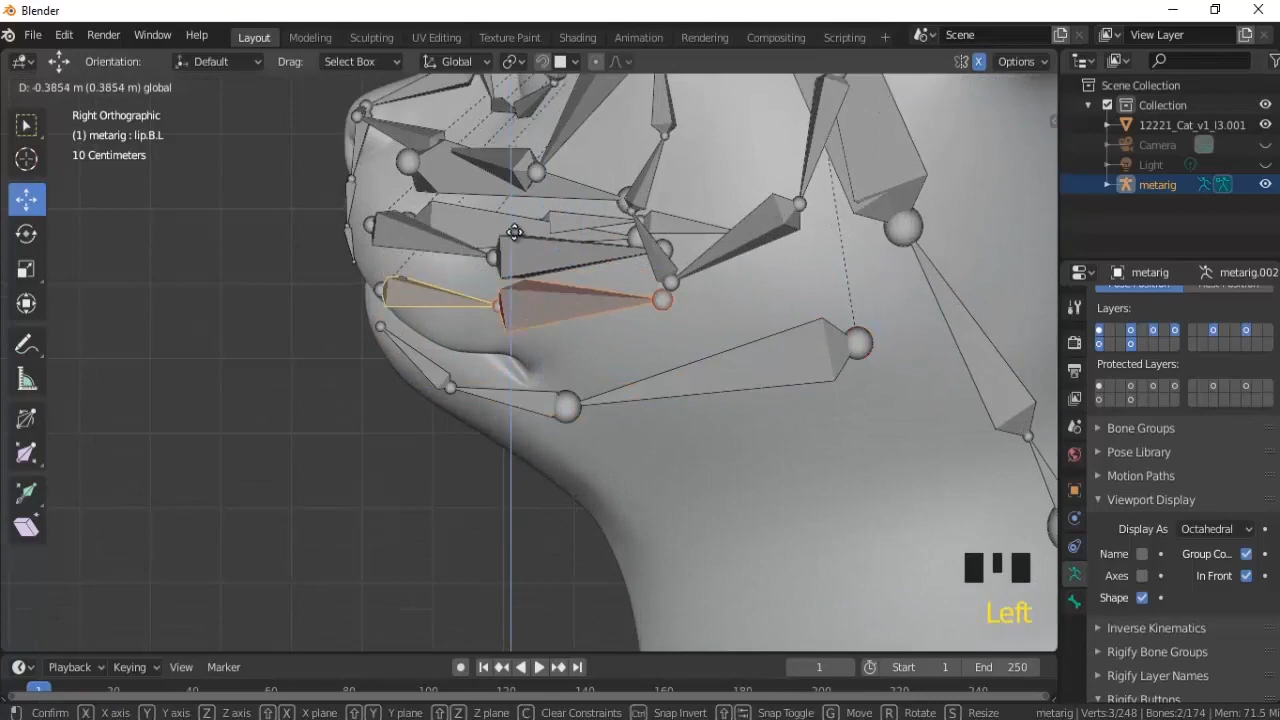 Blender
File Edit Render Window Help
Layout Modeling Sculpting UV Editing Texture Paint Shading Animation Rendering Compositing Scripting +
Scene
View Layer
Orientation: Default Drag: Select Box Global Options
D: -0.3854 m (0.3854 m) global
Right Orthographic
(1) metarig : lip.B.L
10 Centimeters
Scene Collection
Collection
12221_Cat_v1_l3.001
Camera
Light
metarig
metarig metarig.002
Layers:
Protected Layers:
Bone Groups
Pose Library
Motion Paths
Viewport Display
Display As Octahedral
Name Group Co...
Axes In Front
Shape
Inverse Kinematics
Rigify Bone Groups
Rigify Layer Names
Left
Playback Keying View Marker
1 Start 1 End 250
Confirm X X axis Y Y axis Z Z axis X X plane Y Y plane Z Z plane C Clear Constraints Ctrl Snap Invert Snap Toggle G Move R Rotate S Resize metarig | Verts:3/248 | Bones:2/174 | Mem: 71.5 M